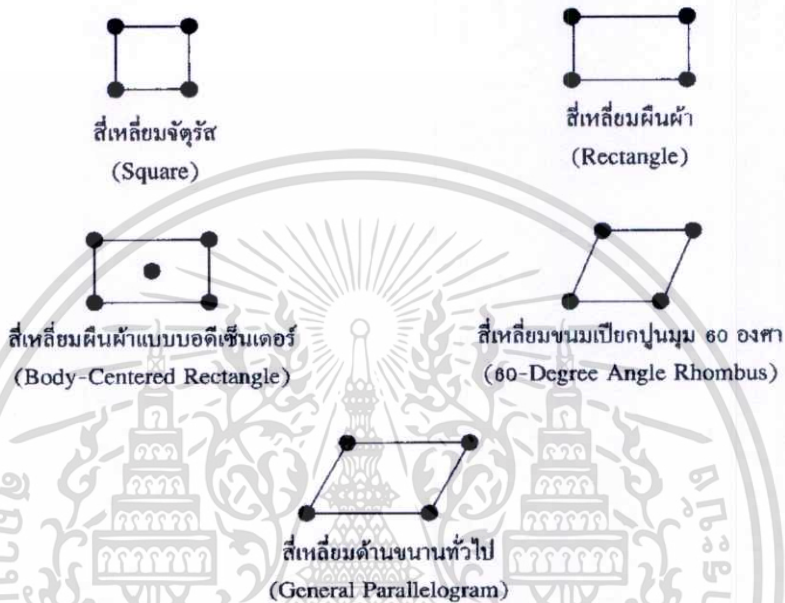 สี่เหลี่ยมจัตุรัส
(Square)
สี่เหลี่ยมผืนผ้า
(Rectangle)
สี่เหลี่ยมผืนผ้าแบบบอดีเซ็นเตอร์
(Body-Centered Rectangle)
สี่เหลี่ยมขนมเปียกปูนมุม 60 องศา
(60-Degree Angle Rhombus)
สี่เหลี่ยมด้านขนานทั่วไป
(General Parallelogram)